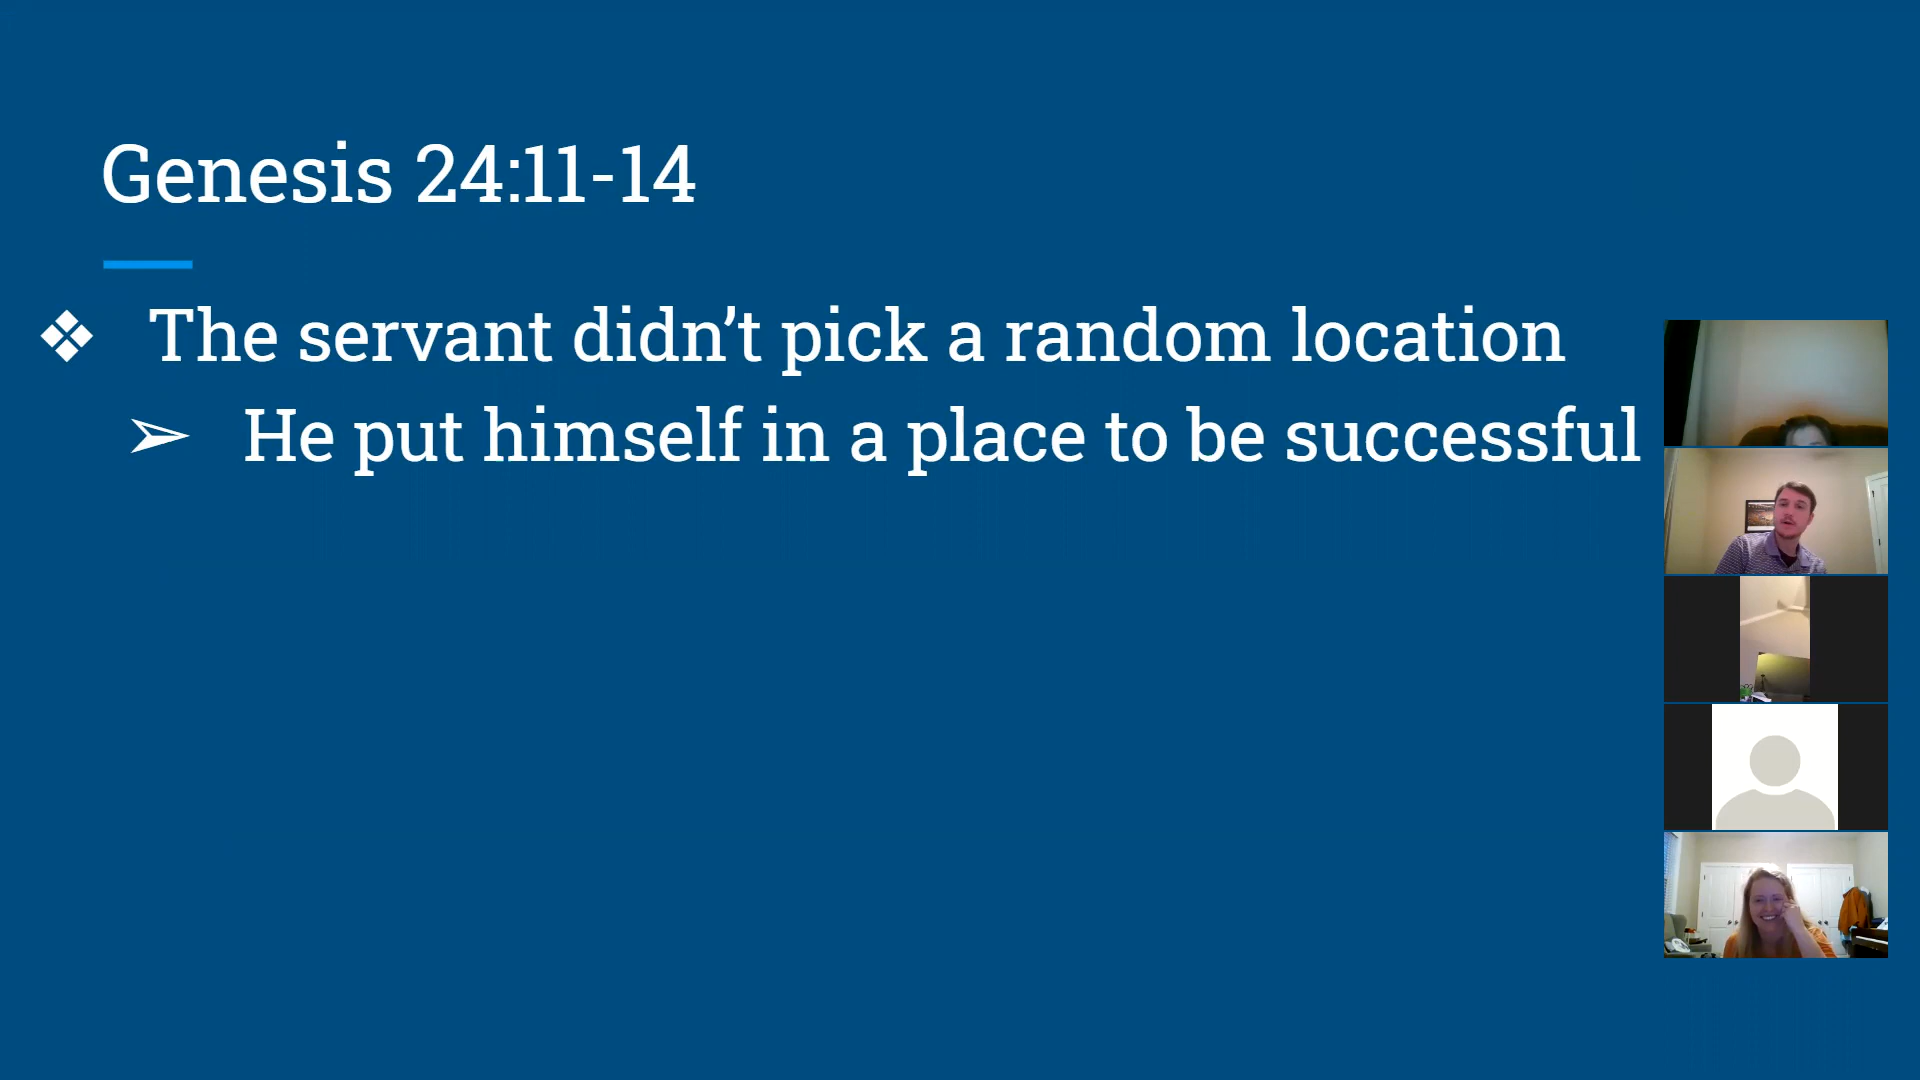 Genesis 24:11-14
❖ The servant didn’t pick a random location
➢ He put himself in a place to be successful